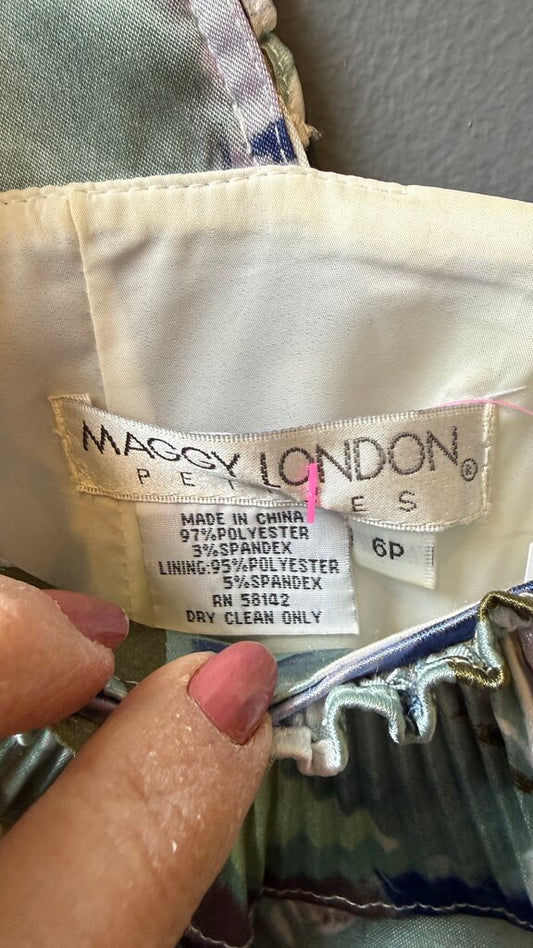 MAGGY LONDON®
PETITES
MADE IN CHINA
97%POLYESTER
3%SPANDEX
LINING:95%POLYESTER
5%SPANDEX
RN 58142
DRY CLEAN ONLY
6P